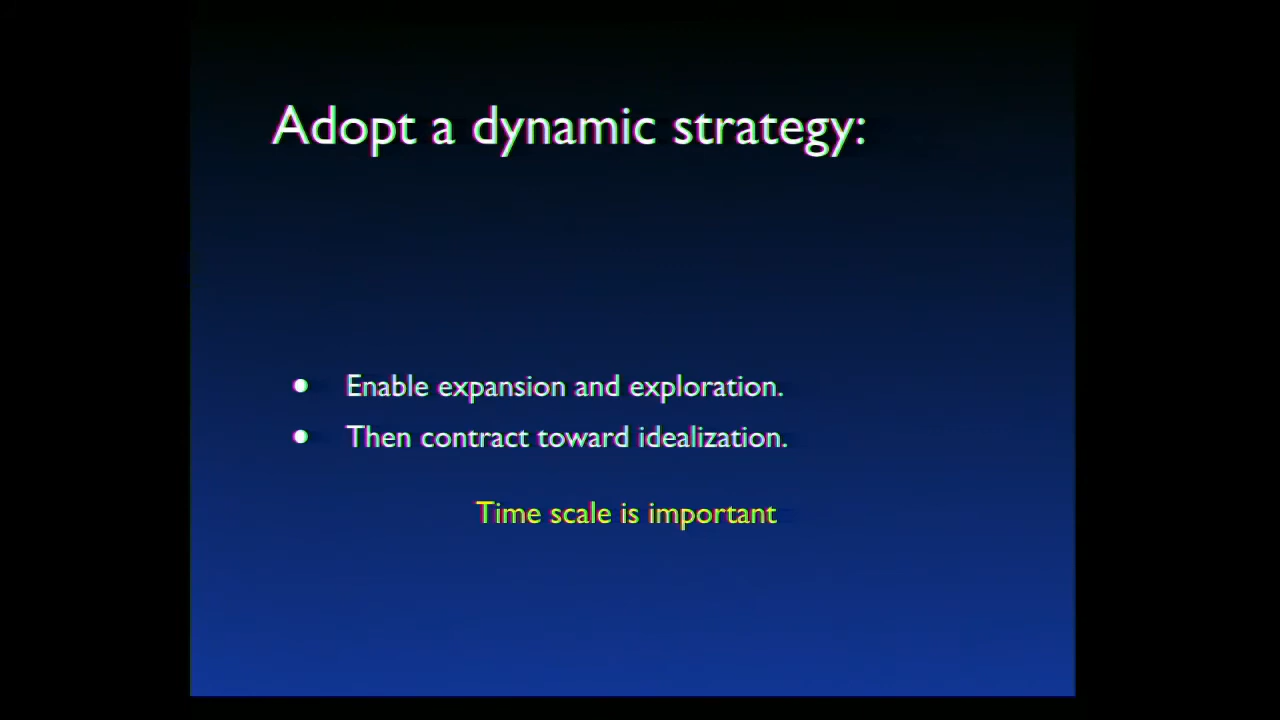 Adopt a dynamic strategy:
• Enable expansion and exploration.
• Then contract toward idealization.
Time scale is important